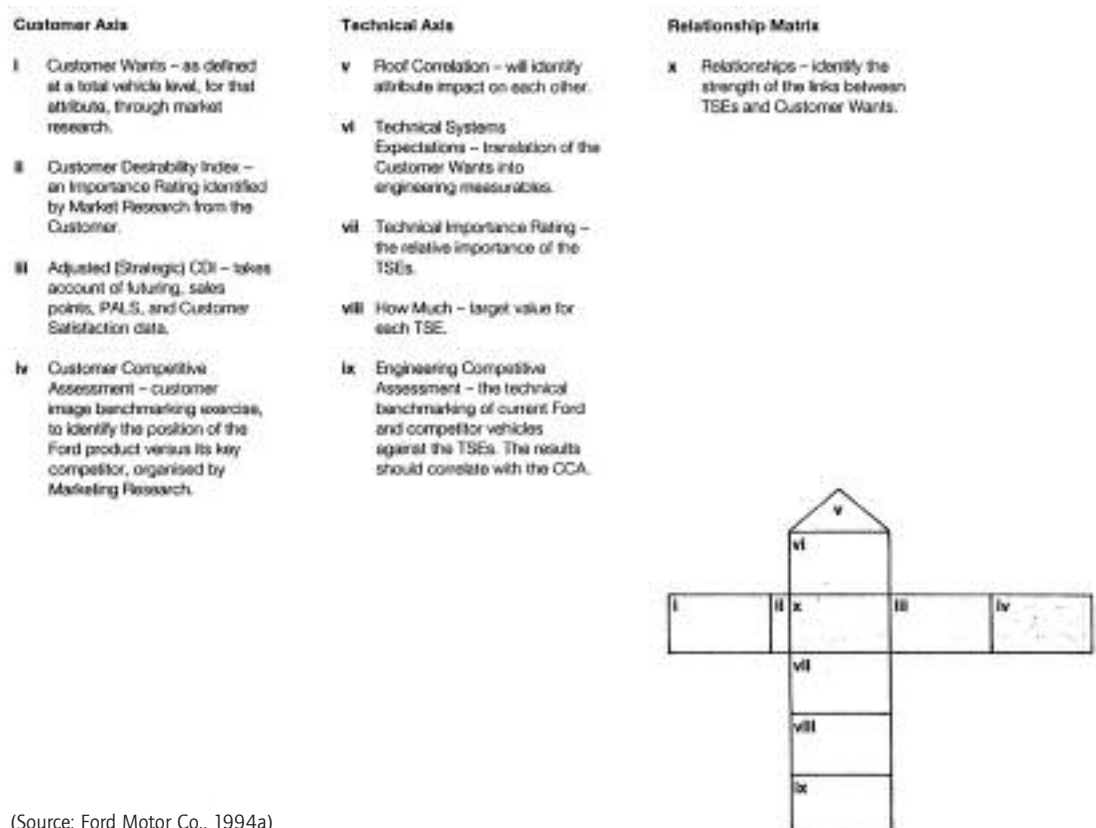 Customer Axis
i Customer Wants – as defined
at a total vehicle level, for that
attribute, through market
research.
ii Customer Desirability Index –
an Importance Rating identified
by Market Research from the
Customer.
iii Adjusted (Strategic) CDI – takes
account of futuring, sales
points, PALS, and Customer
Satisfaction data.
iv Customer Competitive
Assessment – customer
image benchmarking exercise,
to identify the position of the
Ford product versus its key
competitor, organised by
Marketing Research.
Technical Axis
v Roof Correlation – will identify
attribute impact on each other.
vi Technical Systems
Expectations – translation of the
Customer Wants into
engineering measurables.
vii Technical Importance Rating –
the relative importance of the
TSEs.
viii How Much – target value for
each TSE.
ix Engineering Competitive
Assessment – the technical
benchmarking of current Ford
and competitor vehicles
against the TSEs. The results
should correlate with the CCA.
Relationship Matrix
x Relationships – identify the
strength of the links between
TSEs and Customer Wants.
v
vi
i ii x iii iv
vii
viii
ix
(Source: Ford Motor Co., 1994a)